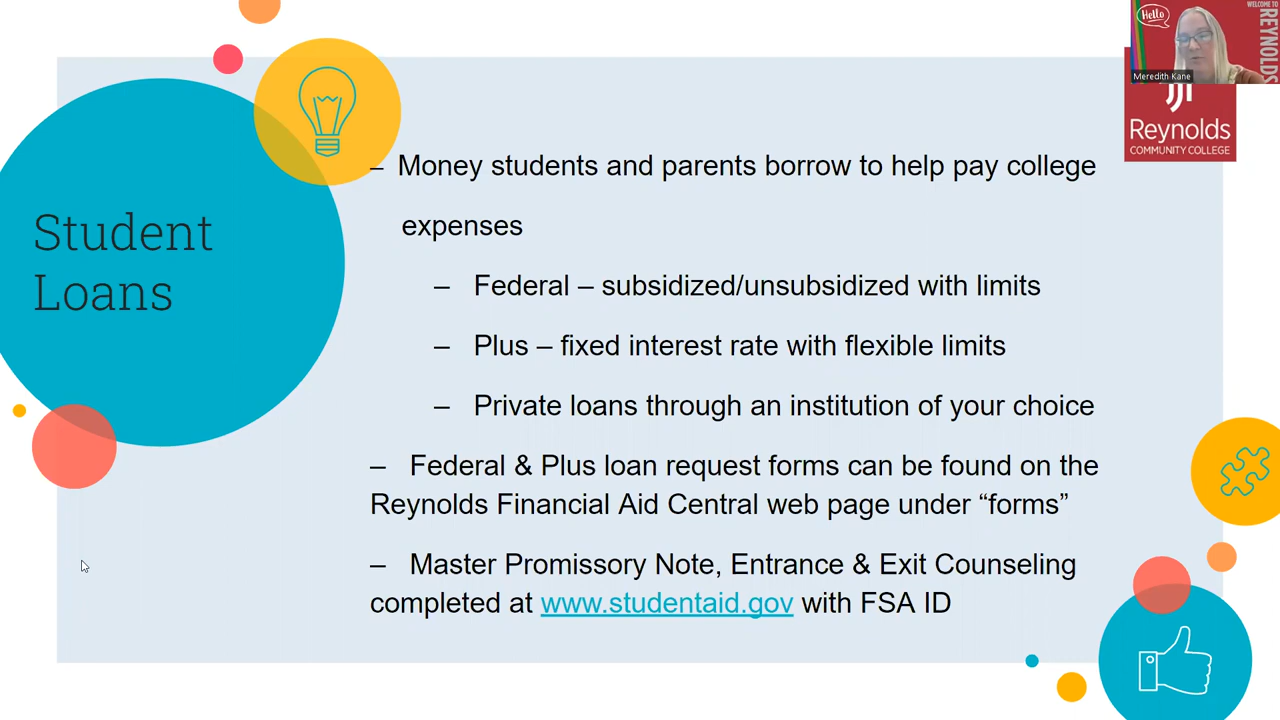 Hello
WELCOME TO
REYNOLDS
Meredith Kane
Reynolds
COMMUNITY COLLEGE
Student
Loans
– Money students and parents borrow to help pay college
expenses
– Federal – subsidized/unsubsidized with limits
– Plus – fixed interest rate with flexible limits
– Private loans through an institution of your choice
– Federal & Plus loan request forms can be found on the
Reynolds Financial Aid Central web page under “forms”
– Master Promissory Note, Entrance & Exit Counseling
completed at www.studentaid.gov with FSA ID